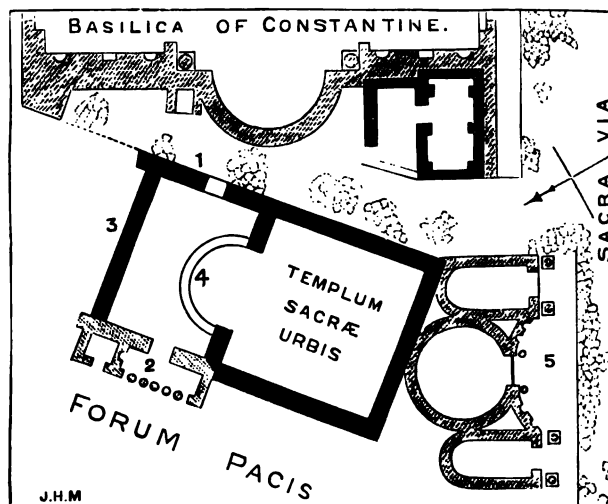 BASILICA OF CONSTANTINE.
SACRA VIA
1
3
4
TEMPLUM
SACRÆ
URBIS
2
5
FORUM PACIS
J.H.M